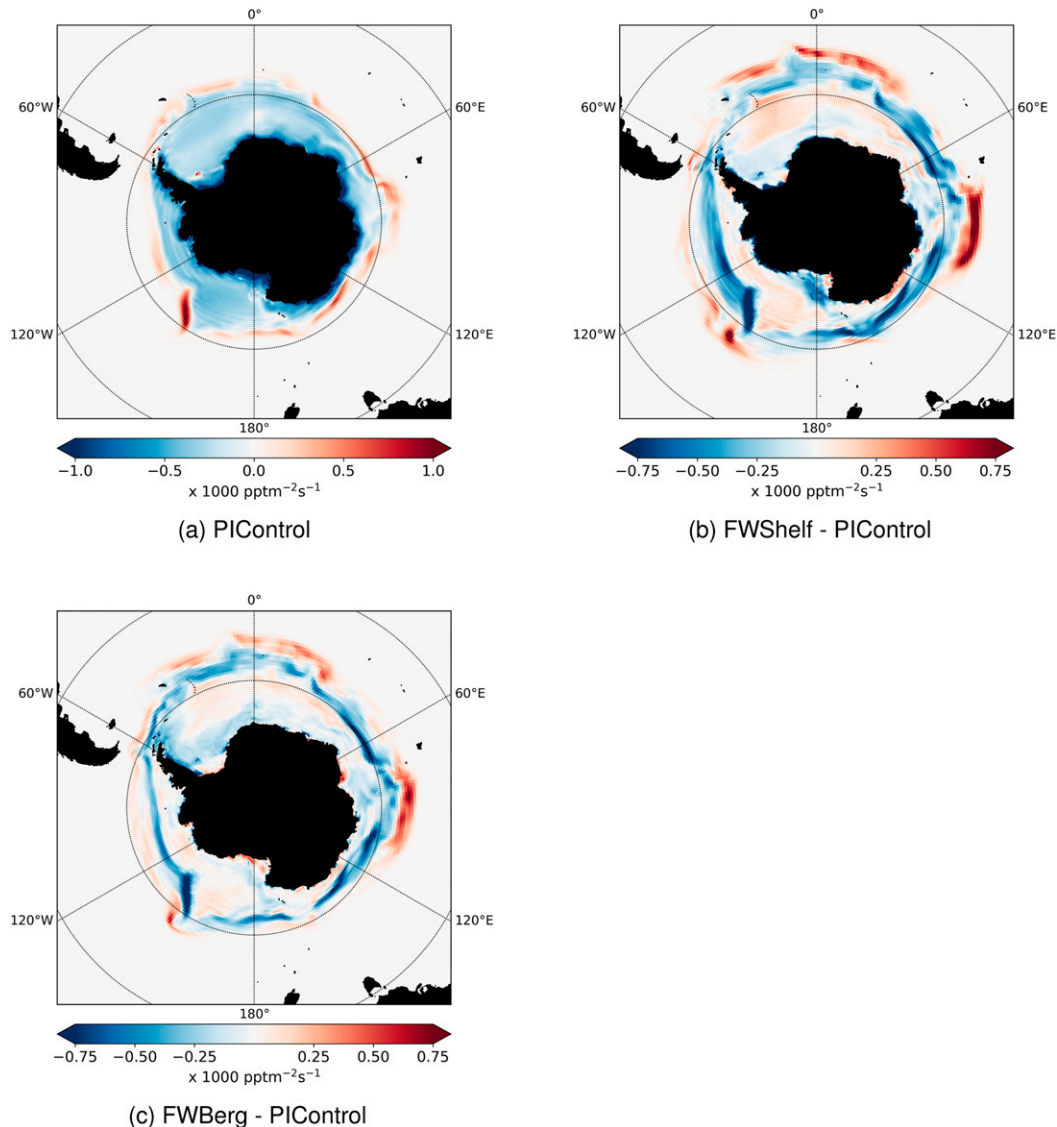 0°
0°
60°W
60°E
60°W
60°E
120°W
120°E
120°W
120°E
180°
180°
−1.0 −0.5 0.0 0.5 1.0
−0.75 −0.50 −0.25 0.25 0.50 0.75
x 1000 pptm⁻²s⁻¹
x 1000 pptm⁻²s⁻¹
(a) PIControl
(b) FWShelf - PIControl
0°
60°W
60°E
120°W
120°E
180°
−0.75 −0.50 −0.25 0.25 0.50 0.75
x 1000 pptm⁻²s⁻¹
(c) FWBerg - PIControl